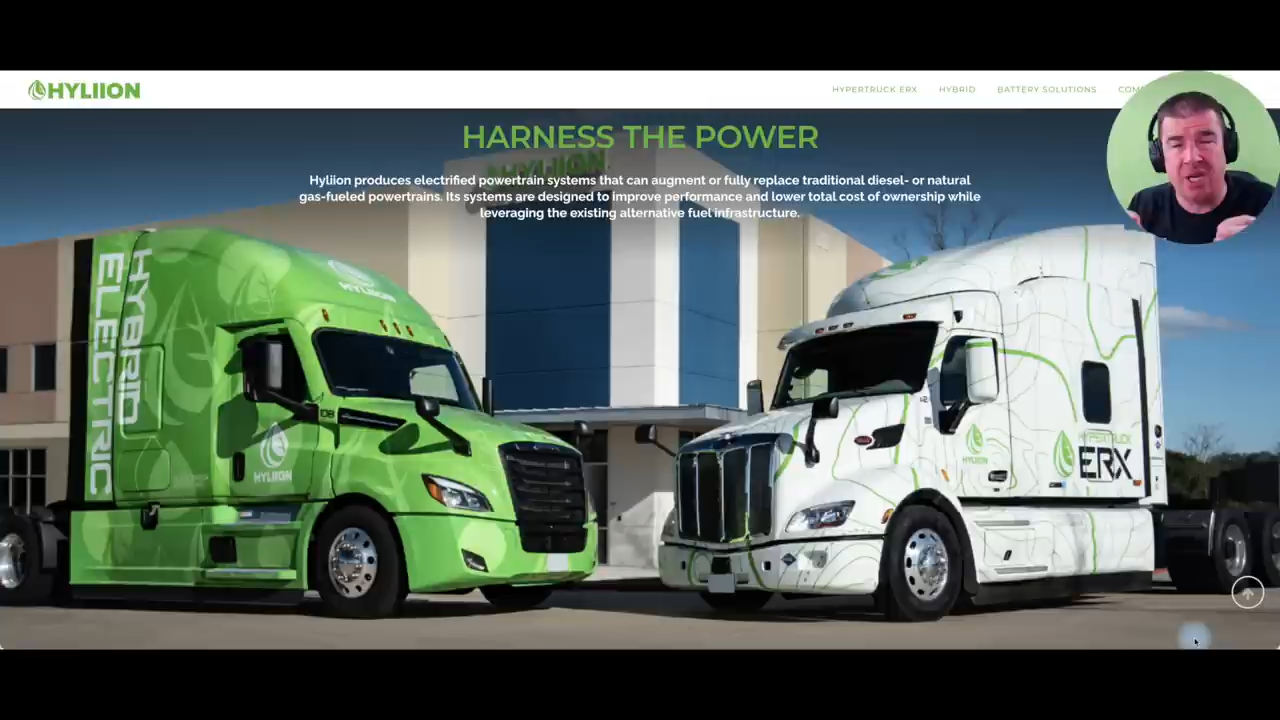 HYLIION
HYPERTRUCK ERX
HYBRID
BATTERY SOLUTIONS
HARNESS THE POWER
HYLIION
Hyliion produces electrified powertrain systems that can augment or fully replace traditional diesel- or natural
gas-fueled powertrains. Its systems are designed to improve performance and lower total cost of ownership while
leveraging the existing alternative fuel infrastructure.
HYBRID
ELECTRIC
HYLIION
HYLIION
HYLIION
HYPERTRUCK
ERX